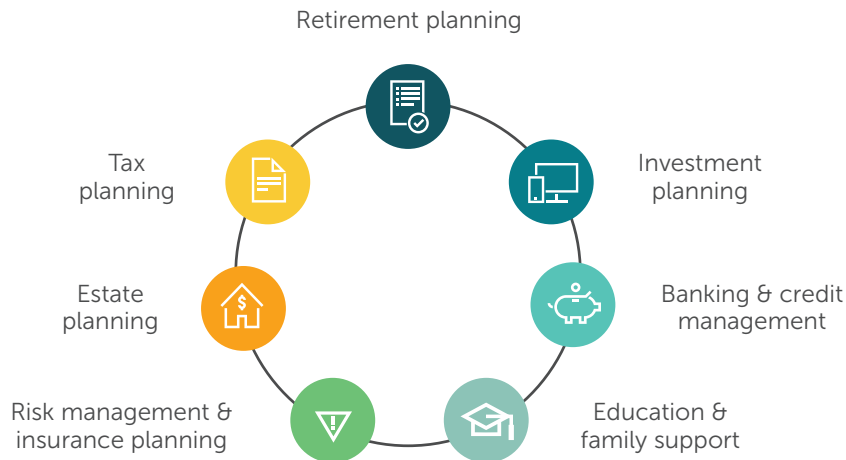 Retirement planning
Tax
planning
Investment
planning
$
Estate
planning
Banking & credit
management
Risk management &
insurance planning
Education &
family support